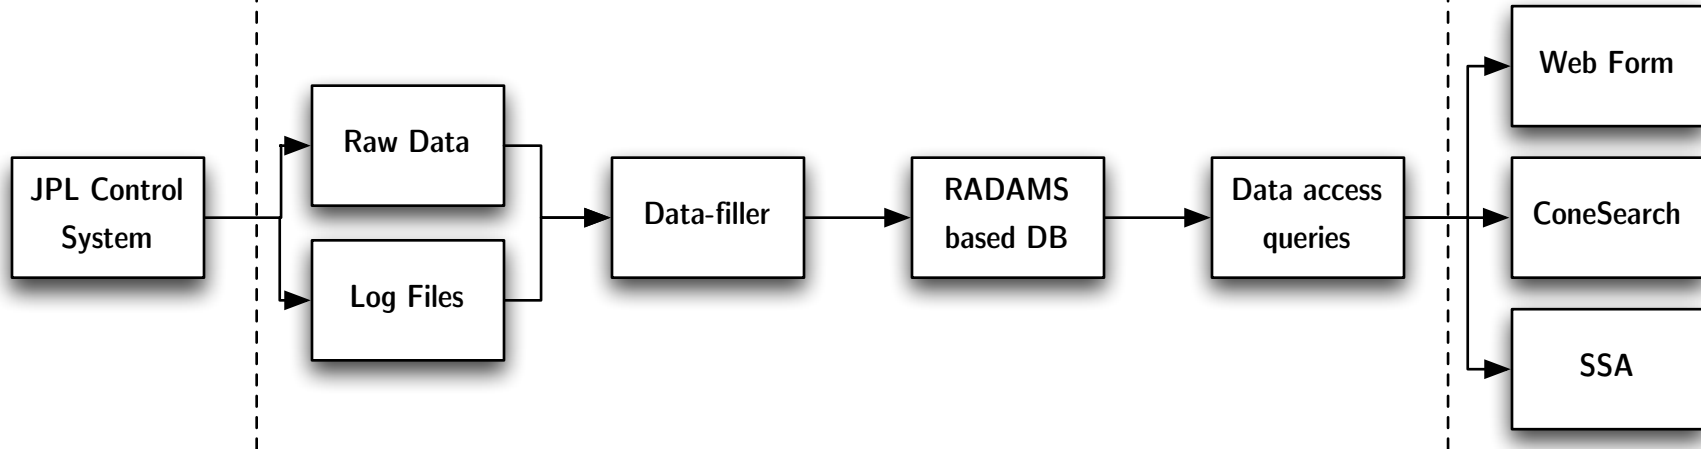 JPL Control
System
Raw Data
Log Files
Data-filler
RADAMS
based DB
Data access
queries
Web Form
ConeSearch
SSA